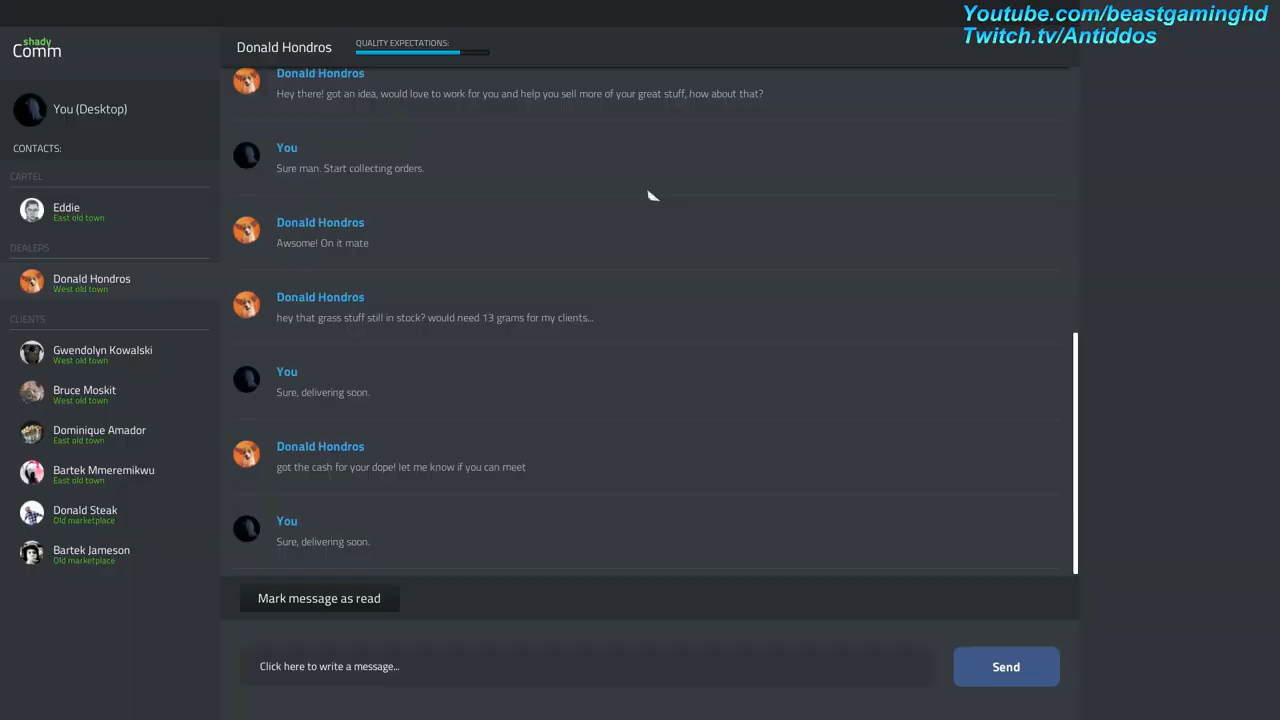 Youtube.com/beastgaminghd
Twitch.tv/Antiddos
shady
Comm
You (Desktop)
CONTACTS:
CARTEL
Eddie
East old town
DEALERS
Donald Hondros
West old town
CLIENTS
Gwendolyn Kowalski
West old town
Bruce Moskit
West old town
Dominique Amador
East old town
Bartek Mmeremikwu
East old town
Donald Steak
Old marketplace
Bartek Jameson
Old marketplace
Donald Hondros
QUALITY EXPECTATIONS:
Donald Hondros
Hey there! got an idea, would love to work for you and help you sell more of your great stuff, how about that?
You
Sure man. Start collecting orders.
Donald Hondros
Awsome! On it mate
Donald Hondros
hey that grass stuff still in stock? would need 13 grams for my clients...
You
Sure, delivering soon.
Donald Hondros
got the cash for your dope! let me know if you can meet
You
Sure, delivering soon.
Mark message as read
Click here to write a message...
Send